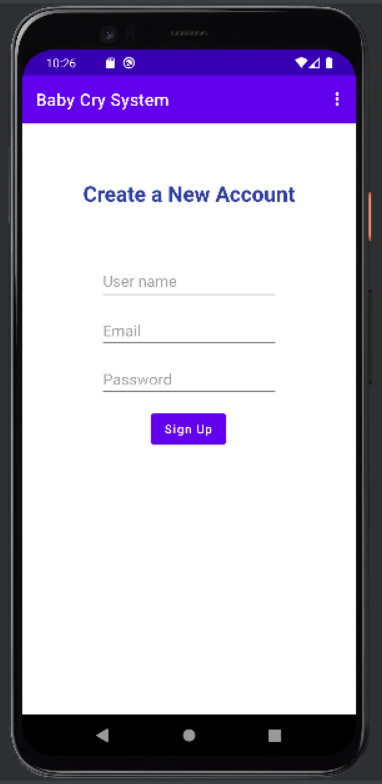 10:26
Baby Cry System
Create a New Account
User name
Email
Password
Sign Up